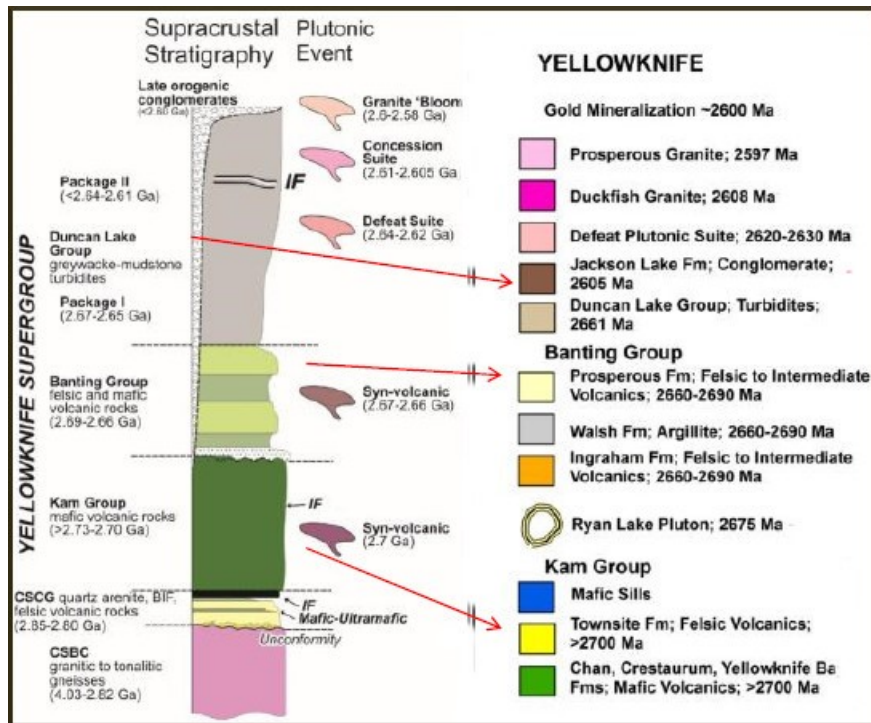 Supracrustal
Stratigraphy
Plutonic
Event
Late orogenic
conglomerates
(<2.60 Ga)
Package II
(<2.64-2.61 Ga)
Duncan Lake
Group
greywacke-mudstone
turbidites
Package I
(2.67-2.65 Ga)
Banting Group
felsic and mafic
volcanic rocks
(2.69-2.66 Ga)
Kam Group
mafic volcanic rocks
(>2.73-2.70 Ga)
CSCG quartz arenite, BIF,
felsic volcanic rocks
(2.85-2.80 Ga)
CSBC
granitic to tonalitic
gneisses
(4.03-2.82 Ga)
YELLOWKNIFE SUPERGROUP
IF
IF
IF
Mafic-Ultramafic
Unconformity
Granite 'Bloom
(2.6-2.58 Ga)
Concession
Suite
(2.61-2.605 Ga)
Defeat Suite
(2.64-2.62 Ga)
Syn-volcanic
(2.67-2.66 Ga)
Syn-volcanic
(2.7 Ga)
YELLOWKNIFE
Gold Mineralization ~2600 Ma
Prosperous Granite; 2597 Ma
Duckfish Granite; 2608 Ma
Defeat Plutonic Suite; 2620-2630 Ma
Jackson Lake Fm; Conglomerate;
2605 Ma
Duncan Lake Group; Turbidites;
2661 Ma
Banting Group
Prosperous Fm; Felsic to Intermediate
Volcanics; 2660-2690 Ma
Walsh Fm; Argillite; 2660-2690 Ma
Ingraham Fm; Felsic to Intermediate
Volcanics; 2660-2690 Ma
Ryan Lake Pluton; 2675 Ma
Kam Group
Mafic Sills
Townsite Fm; Felsic Volcanics;
>2700 Ma
Chan, Crestaurum, Yellowknife Ba
Fms; Mafic Volcanics; >2700 Ma